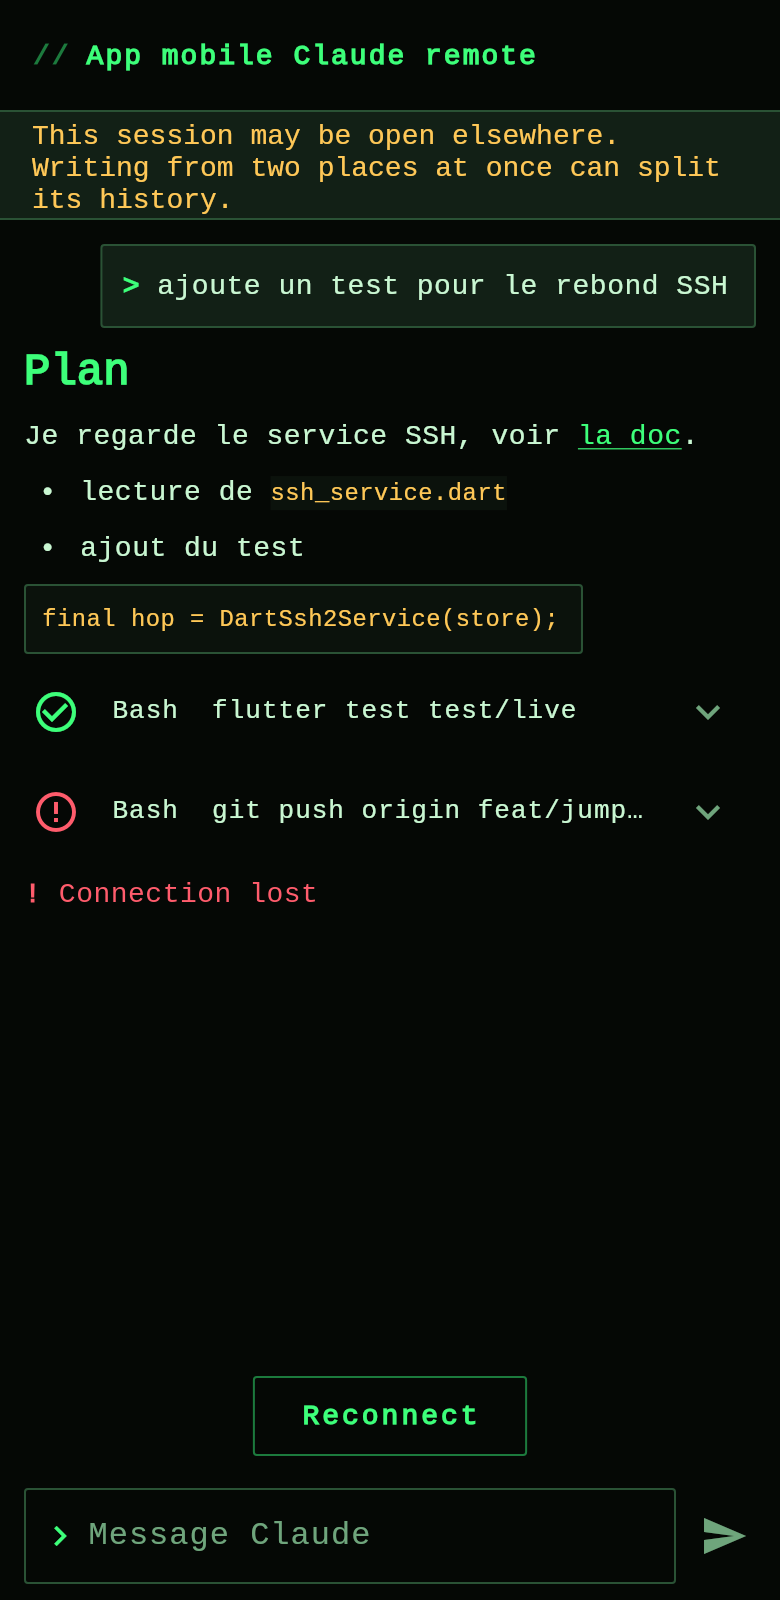 // App mobile Claude remote
This session may be open elsewhere.
Writing from two places at once can split
its history.
> ajoute un test pour le rebond SSH
Plan
Je regarde le service SSH, voir la doc.
• lecture de ssh_service.dart
• ajout du test
final hop = DartSsh2Service(store);
Bash flutter test test/live
Bash git push origin feat/jump…
! Connection lost
Reconnect
> Message Claude